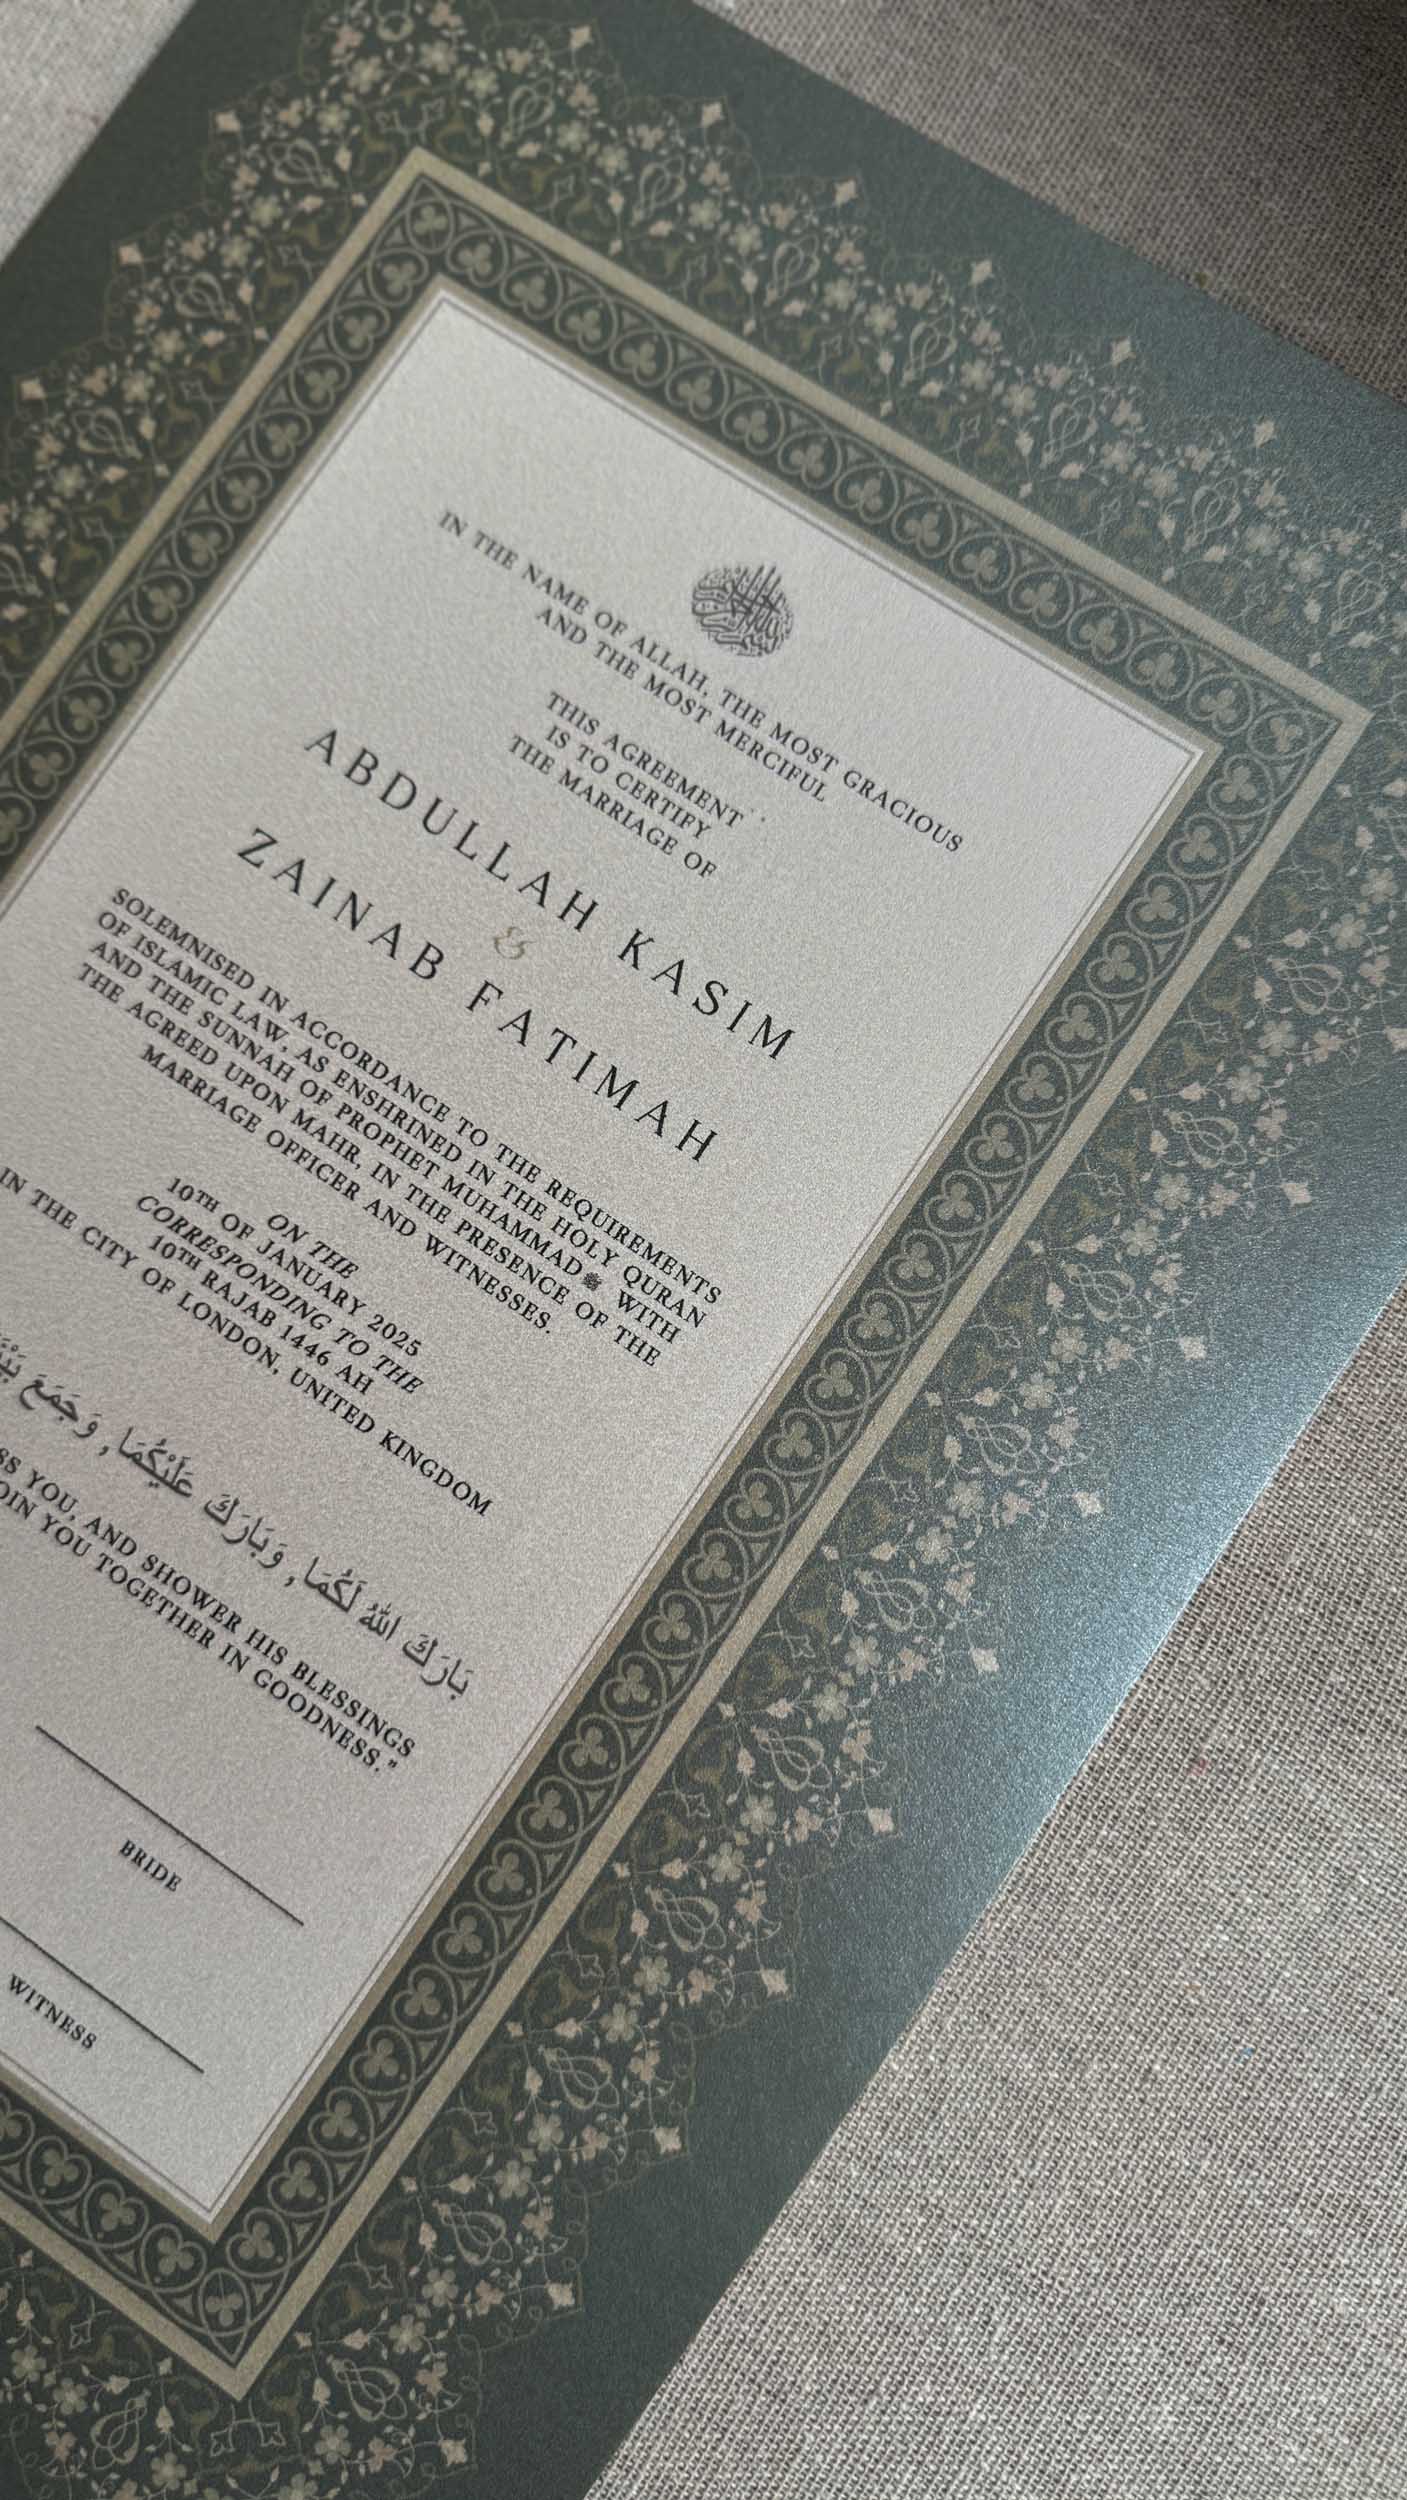 IN THE NAME OF ALLAH, THE MOST GRACIOUS
AND THE MOST MERCIFUL
THIS AGREEMENT
IS TO CERTIFY
THE MARRIAGE OF
ABDULLAH KASIM
&
ZAINAB FATIMAH
SOLEMNISED IN ACCORDANCE TO THE REQUIREMENTS
OF ISLAMIC LAW, AS ENSHRINED IN THE HOLY QURAN
AND THE SUNNAH OF PROPHET MUHAMMAD ﷺ WITH
THE AGREED UPON MAHR, IN THE PRESENCE OF THE
MARRIAGE OFFICER AND WITNESSES.
ON THE
10TH OF JANUARY 2025
CORRESPONDING TO THE
10TH RAJAB 1446 AH
IN THE CITY OF LONDON, UNITED KINGDOM
بَارَكَ اللهُ لَكُمَا, وَبَارَكَ عَلَيْكُمَا, وَجَمَعَ
YOU, AND SHOWER HIS BLESSINGS
YOU TOGETHER IN GOODNESS."
BRIDE
WITNESS